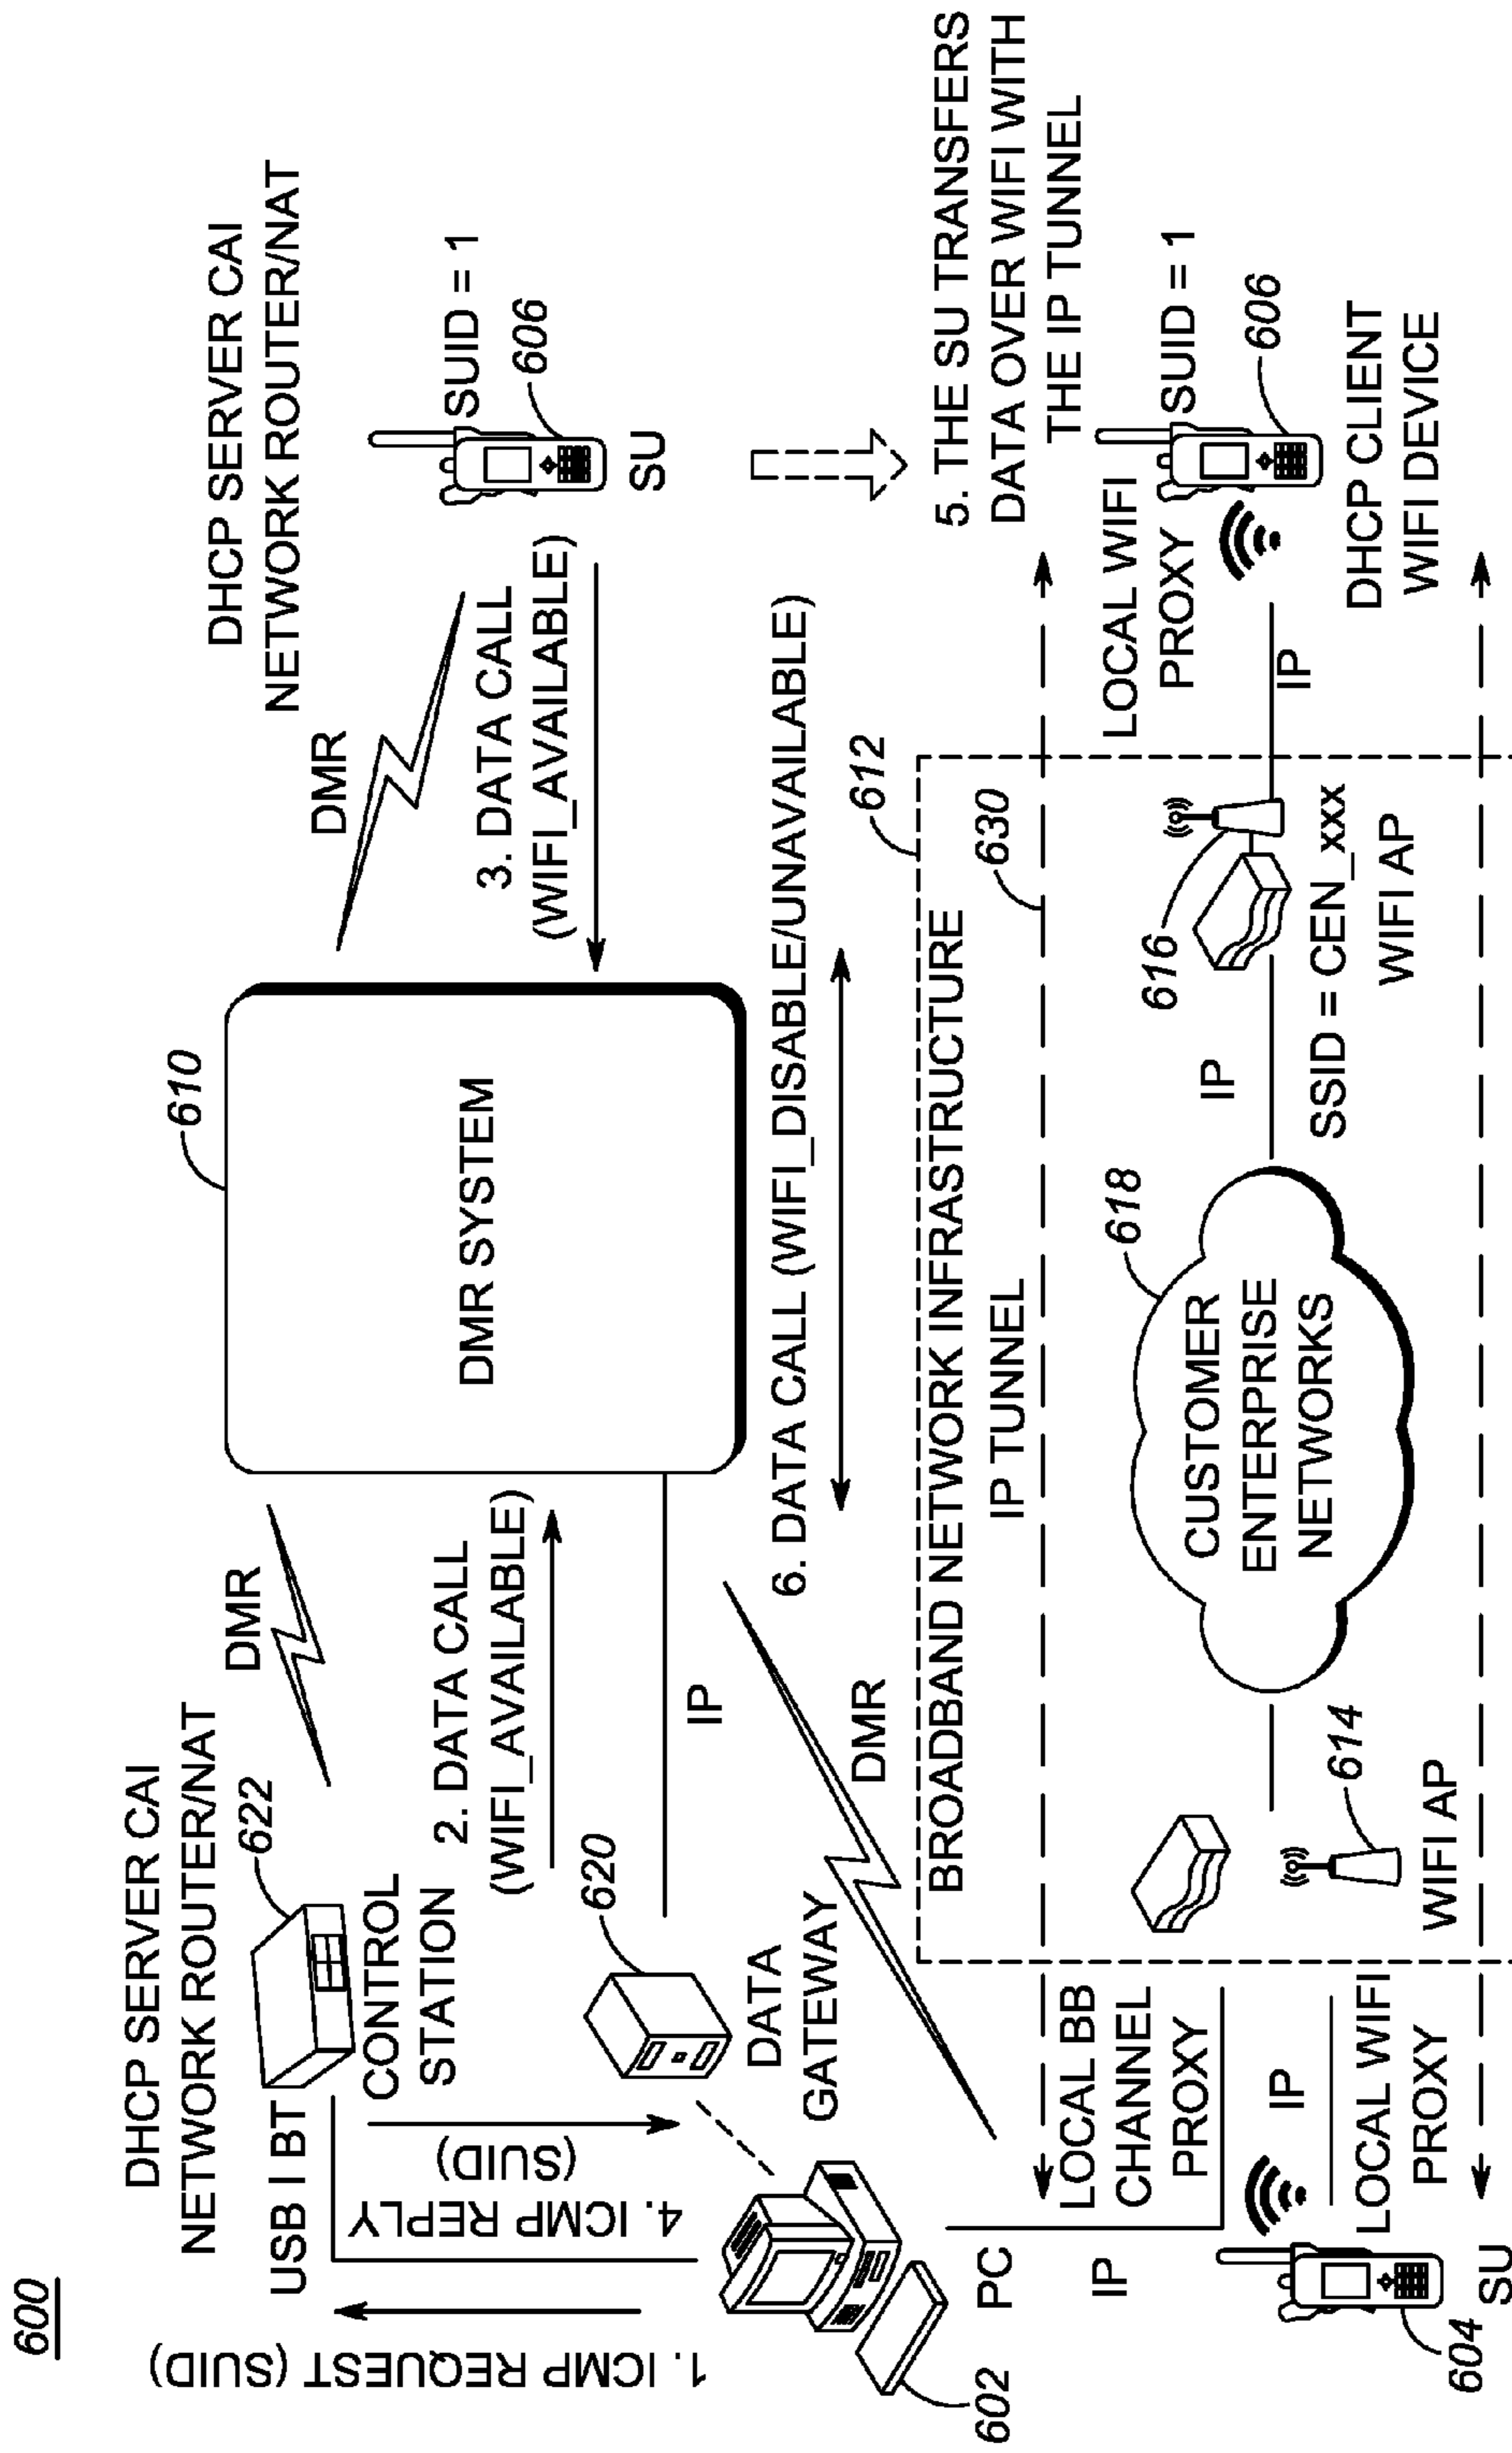 600
DHCP SERVER CAI
NETWORK ROUTER/NAT
622
USB I BT
CONTROL
STATION
1. ICMP REQUEST (SUID)
4. ICMP REPLY
(SUID)
DMR
2. DATA CALL
(WIFI_AVAILABLE)
620
DATA
GATEWAY
IP
602
PC
DMR
610
DMR SYSTEM
DMR
3. DATA CALL
(WIFI_AVAILABLE)
DHCP SERVER CAI
NETWORK ROUTER/NAT
SUID = 1
606
SU
6. DATA CALL (WIFI_DISABLE/UNAVAILABLE)
612
5. THE SU TRANSFERS
DATA OVER WIFI WITH
THE IP TUNNEL
BROADBAND NETWORK INFRASTRUCTURE
630
IP TUNNEL
LOCAL BB
CHANNEL
PROXY
IP
IP
LOCAL WIFI
PROXY
604
SU
614
WIFI AP
618
CUSTOMER
ENTERPRISE
NETWORKS
IP
616
SSID = CEN_xxx
WIFI AP
LOCAL WIFI
PROXY
IP
SUID = 1
606
DHCP CLIENT
WIFI DEVICE